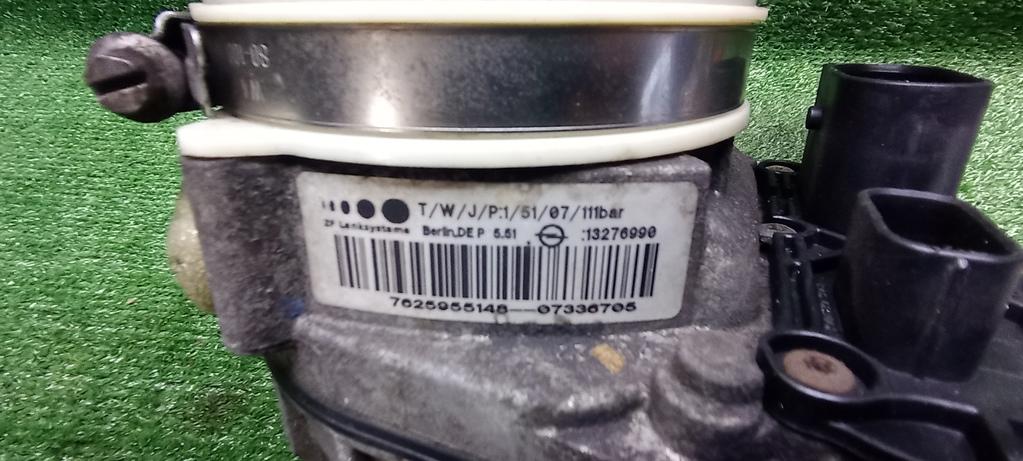 T/W/J/P:1/51/07/111bar
ZF Lenksysteme Berlin,DE P 5.51 :13276990
7625955148--07336705